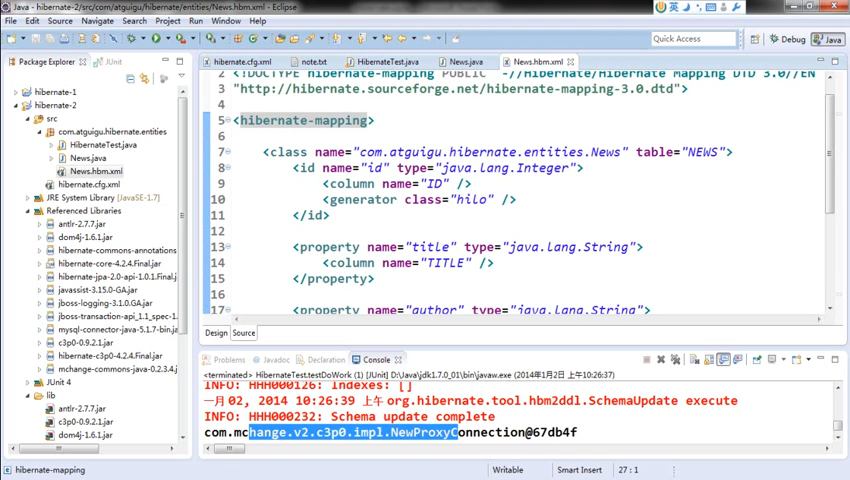 Java - hibernate-2/src/com/atguigu/hibernate/entities/News.hbm.xml - Eclipse
英
File Edit Source Navigate Search Project Run Window Help
Quick Access
Debug
Java
Package Explorer
JUnit
hibernate-1
hibernate-2
src
com.atguigu.hibernate.entities
HibernateTest.java
News.java
News.hbm.xml
hibernate.cfg.xml
JRE System Library [JavaSE-1.7]
Referenced Libraries
antlr-2.7.7.jar
dom4j-1.6.1.jar
hibernate-commons-annotations
hibernate-core-4.2.4.Final.jar
hibernate-jpa-2.0-api-1.0.1.Final.jar
javassist-3.15.0-GA.jar
jboss-logging-3.1.0.GA.jar
jboss-transaction-api_1.1_spec-1
mysql-connector-java-5.1.7-bin.jar
c3p0-0.9.1.jar
hibernate-c3p0-4.2.4.Final.jar
mchange-commons-java-0.2.3.4.j
JUnit 4
lib
antlr-2.7.7.jar
c3p0-0.9.2.1.jar
dom4j-1.6.1.jar
hibernate.cfg.xml note.txt HibernateTest.java News.java News.hbm.xml
2 <!DOCTYPE hibernate-mapping PUBLIC "-//Hibernate/Hibernate Mapping DTD 3.0//EN
3 "http://hibernate.sourceforge.net/hibernate-mapping-3.0.dtd">
4
5 <hibernate-mapping>
6
7 <class name="com.atguigu.hibernate.entities.News" table="NEWS">
8 <id name="id" type="java.lang.Integer">
9 <column name="ID" />
10 <generator class="hilo" />
11 </id>
12
13 <property name="title" type="java.lang.String">
14 <column name="TITLE" />
15 </property>
16
17 <property name="author" type="java.lang.String">
Design Source
Problems Javadoc Declaration Console
<terminated> HibernateTest.testDoWork [JUnit] D:\Java\jdk1.7.0_01\bin\javaw.exe (2014年1月2日 上午10:26:37)
INFO: HHH000126: Indexes: []
一月 02, 2014 10:26:39 上午 org.hibernate.tool.hbm2ddl.SchemaUpdate execute
INFO: HHH000232: Schema update complete
com.mchange.v2.c3p0.impl.NewProxyConnection@67db4f
hibernate-mapping
Writable
Smart Insert
27 : 1